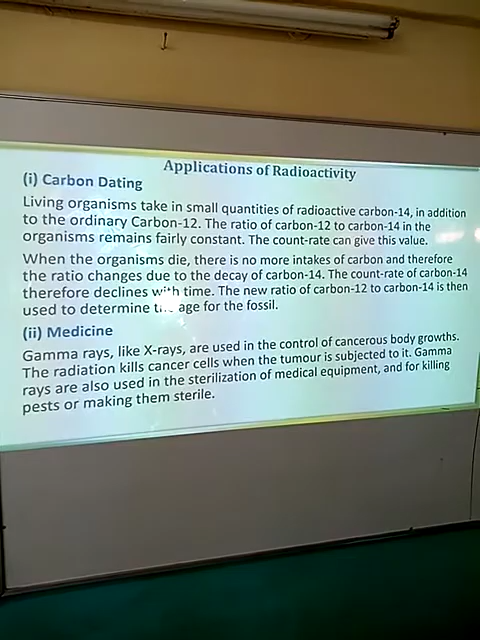 Applications of Radioactivity
(i) Carbon Dating
Living organisms take in small quantities of radioactive carbon-14, in addition
to the ordinary Carbon-12. The ratio of carbon-12 to carbon-14 in the
organisms remains fairly constant. The count-rate can give this value.
When the organisms die, there is no more intakes of carbon and therefore
the ratio changes due to the decay of carbon-14. The count-rate of carbon-14
therefore declines with time. The new ratio of carbon-12 to carbon-14 is then
used to determine the age for the fossil.
(ii) Medicine
Gamma rays, like X-rays, are used in the control of cancerous body growths.
The radiation kills cancer cells when the tumour is subjected to it. Gamma
rays are also used in the sterilization of medical equipment, and for killing
pests or making them sterile.